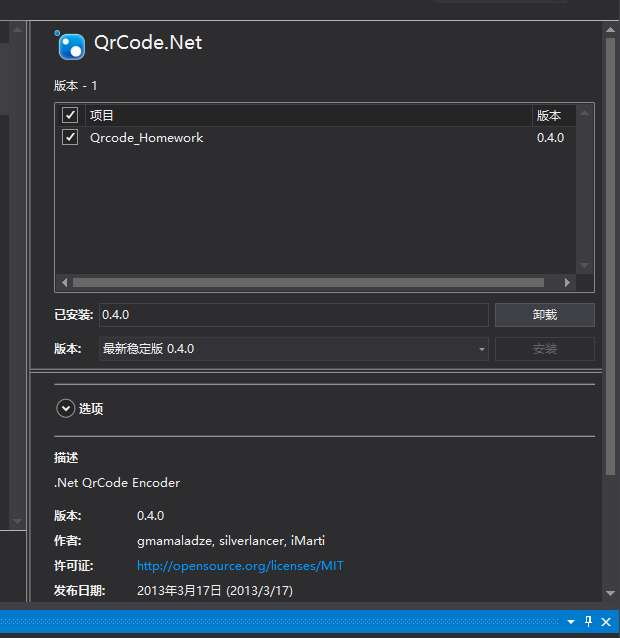 QrCode.Net
版本 - 1
项目 版本
Qrcode_Homework 0.4.0
已安装: 0.4.0 卸载
版本: 最新稳定版 0.4.0 安装
选项
描述
.Net QrCode Encoder
版本: 0.4.0
作者: gmamaladze, silverlancer, iMarti
许可证: http://opensource.org/licenses/MIT
发布日期: 2013年3月17日 (2013/3/17)